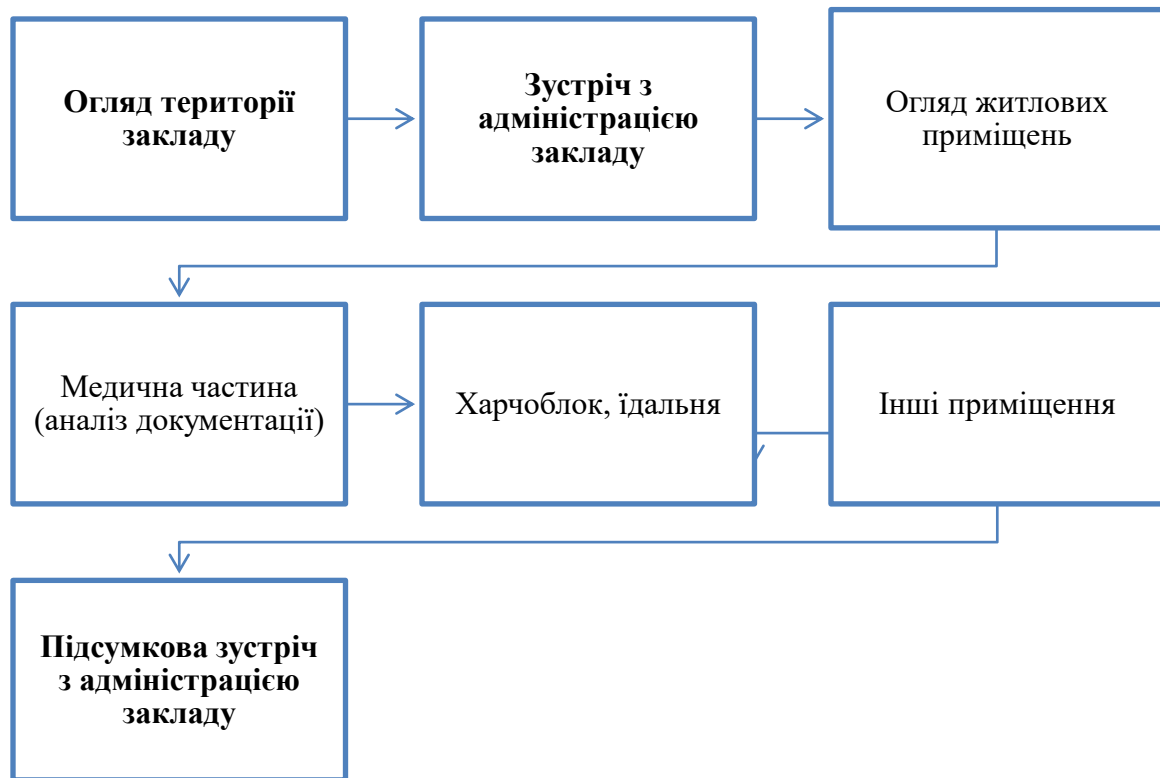 Огляд території
закладу
Зустріч з
адміністрацією
закладу
Огляд житлових
приміщень
Медична частина
(аналіз документації)
Харчоблок, їдальня
Інші приміщення
Підсумкова зустріч
з адміністрацією
закладу